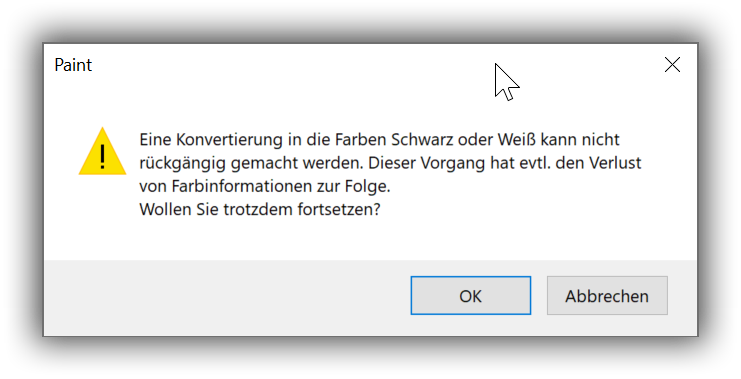 Paint
Eine Konvertierung in die Farben Schwarz oder Weiß kann nicht
rückgängig gemacht werden. Dieser Vorgang hat evtl. den Verlust
von Farbinformationen zur Folge.
Wollen Sie trotzdem fortsetzen?
OK
Abbrechen